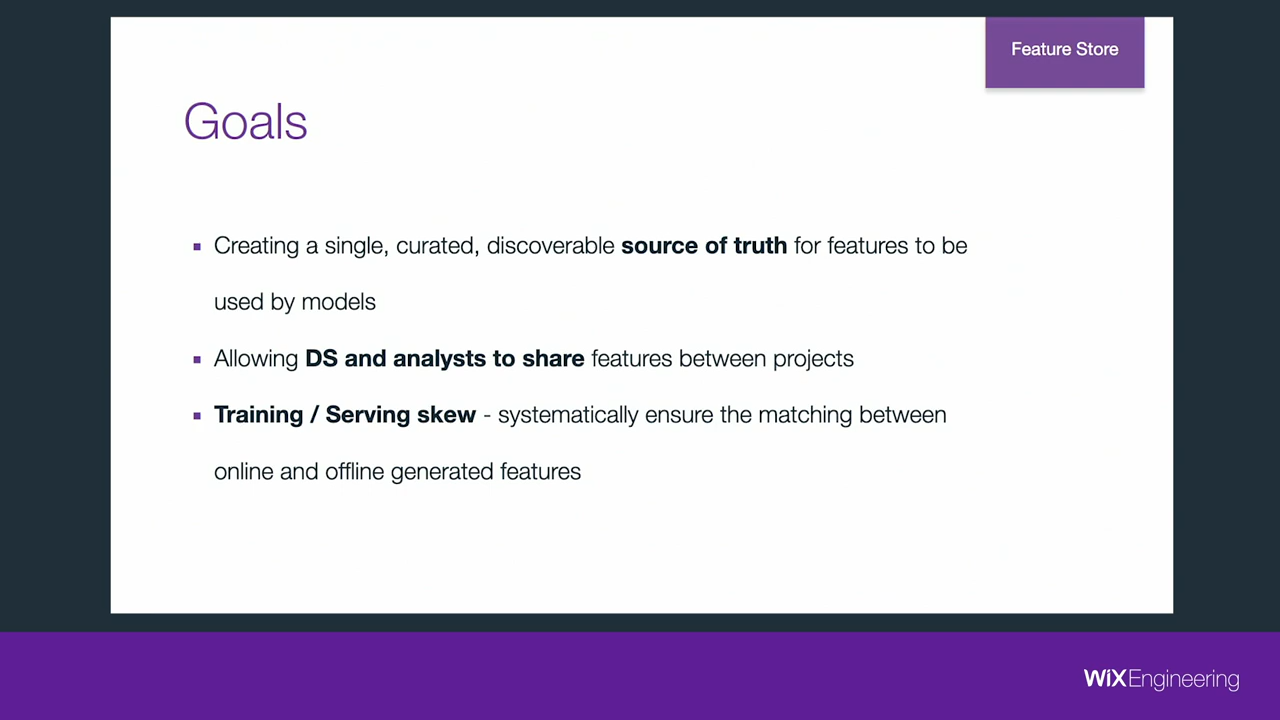 Feature Store
Goals
Creating a single, curated, discoverable source of truth for features to be
used by models
Allowing DS and analysts to share features between projects
Training / Serving skew - systematically ensure the matching between
online and offline generated features
WiXEngineering